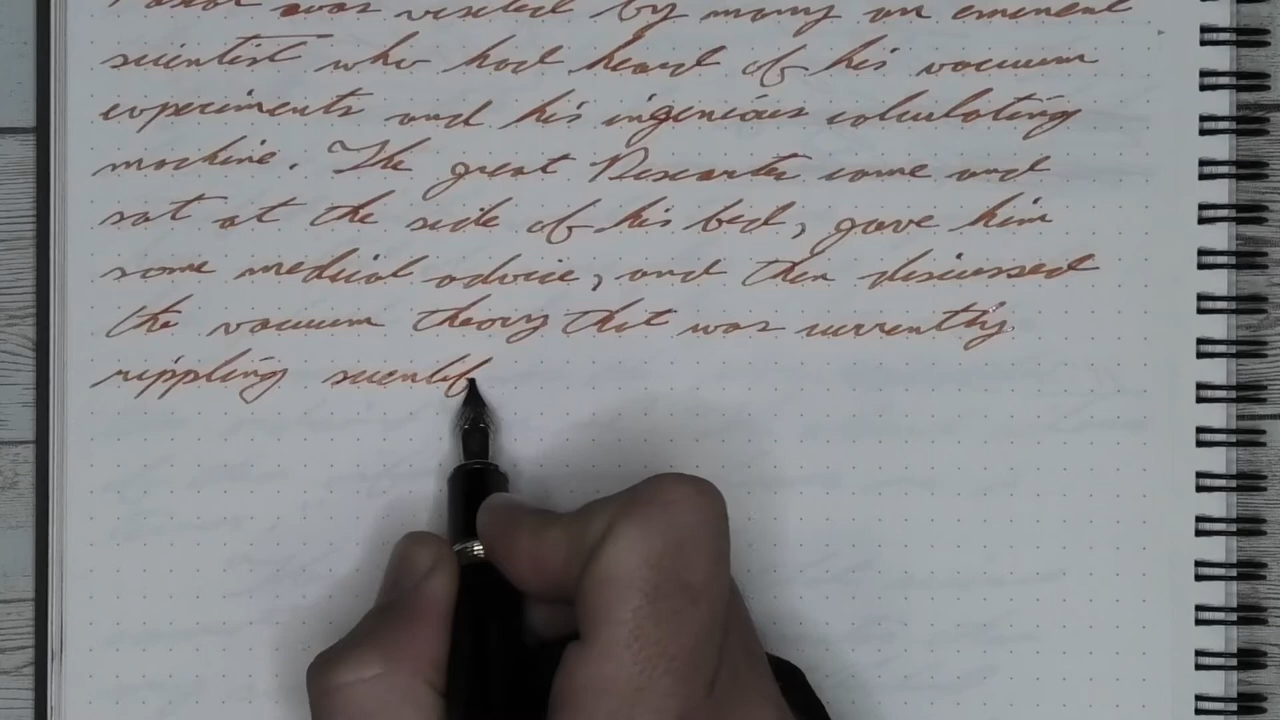 Pascal was visited by many an eminent
scientist who had heard of his vacuum
experiments and his ingenious calculating
machine. The great Descartes came and
sat at the side of his bed, gave him
some medical advice, and then discussed
the vacuum theory that was currently
rippling scientif